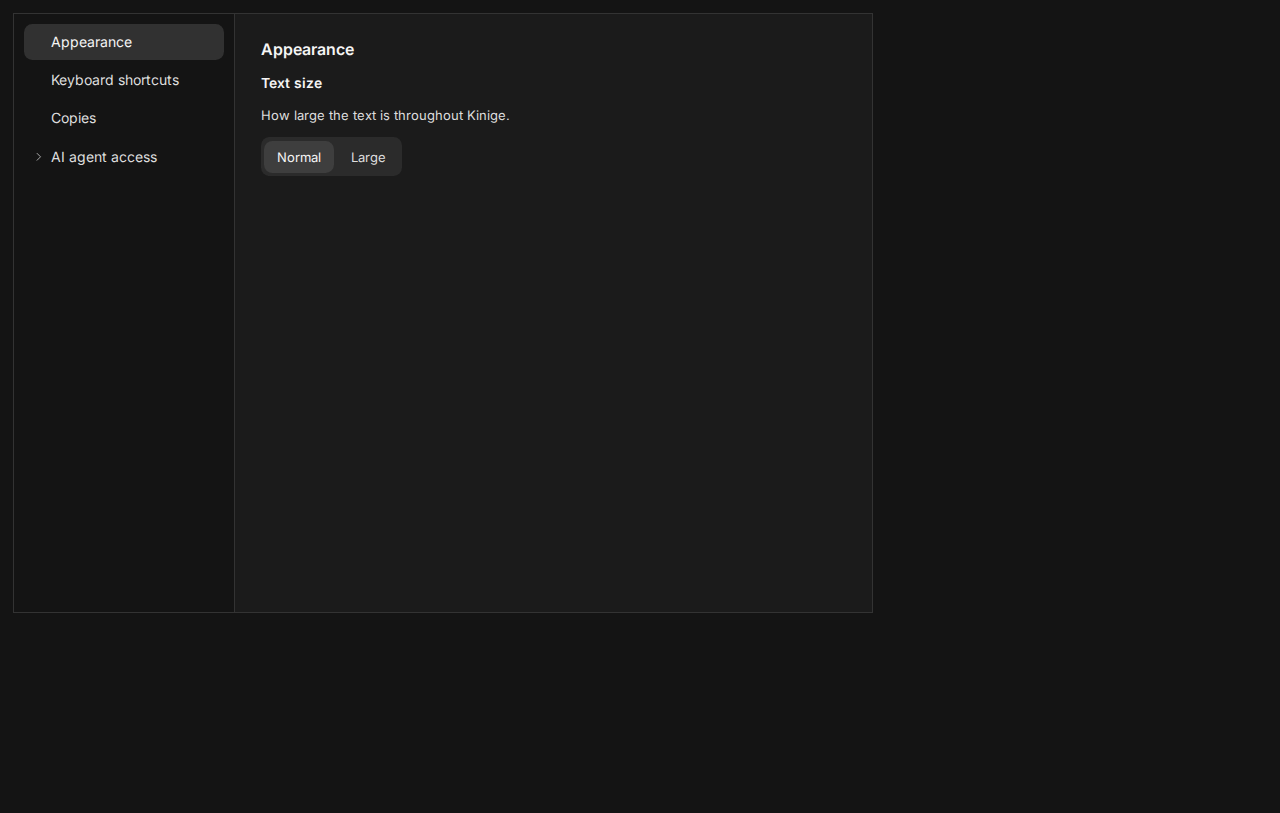 Appearance
Keyboard shortcuts
Copies
AI agent access
Appearance
Text size
How large the text is throughout Kinige.
Normal Large